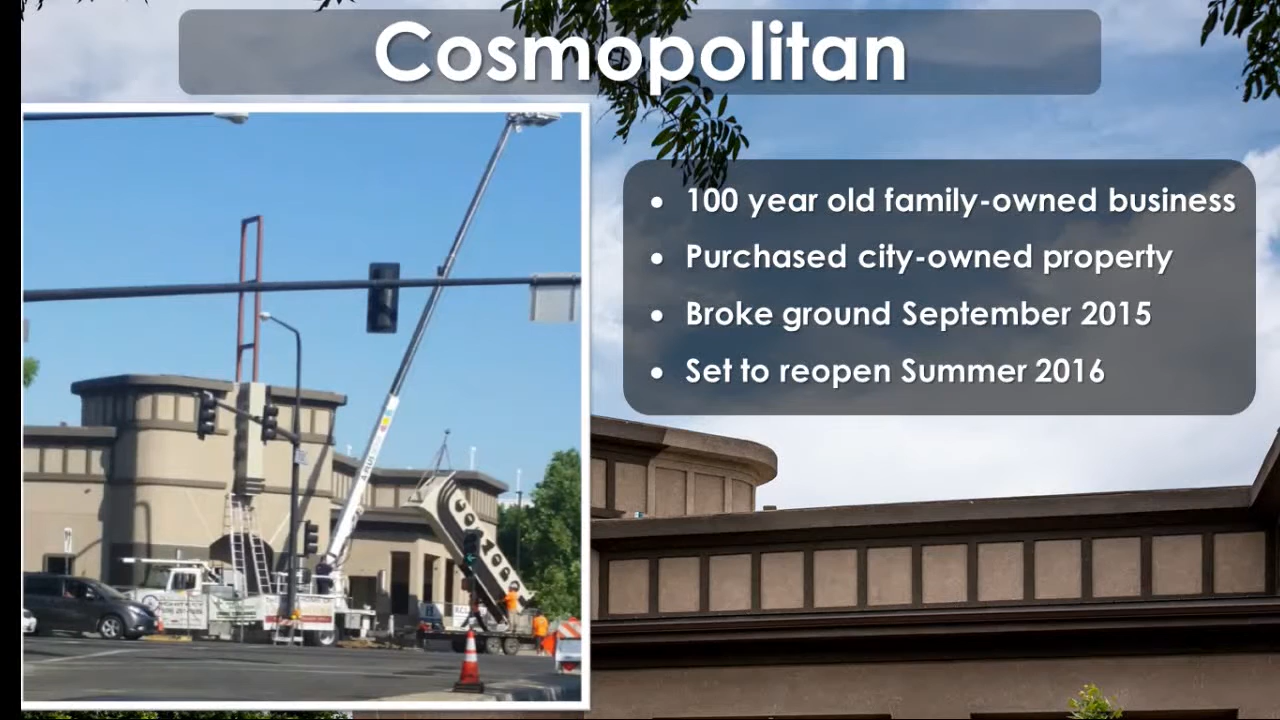 Cosmopolitan
• 100 year old family-owned business
• Purchased city-owned property
• Broke ground September 2015
• Set to reopen Summer 2016